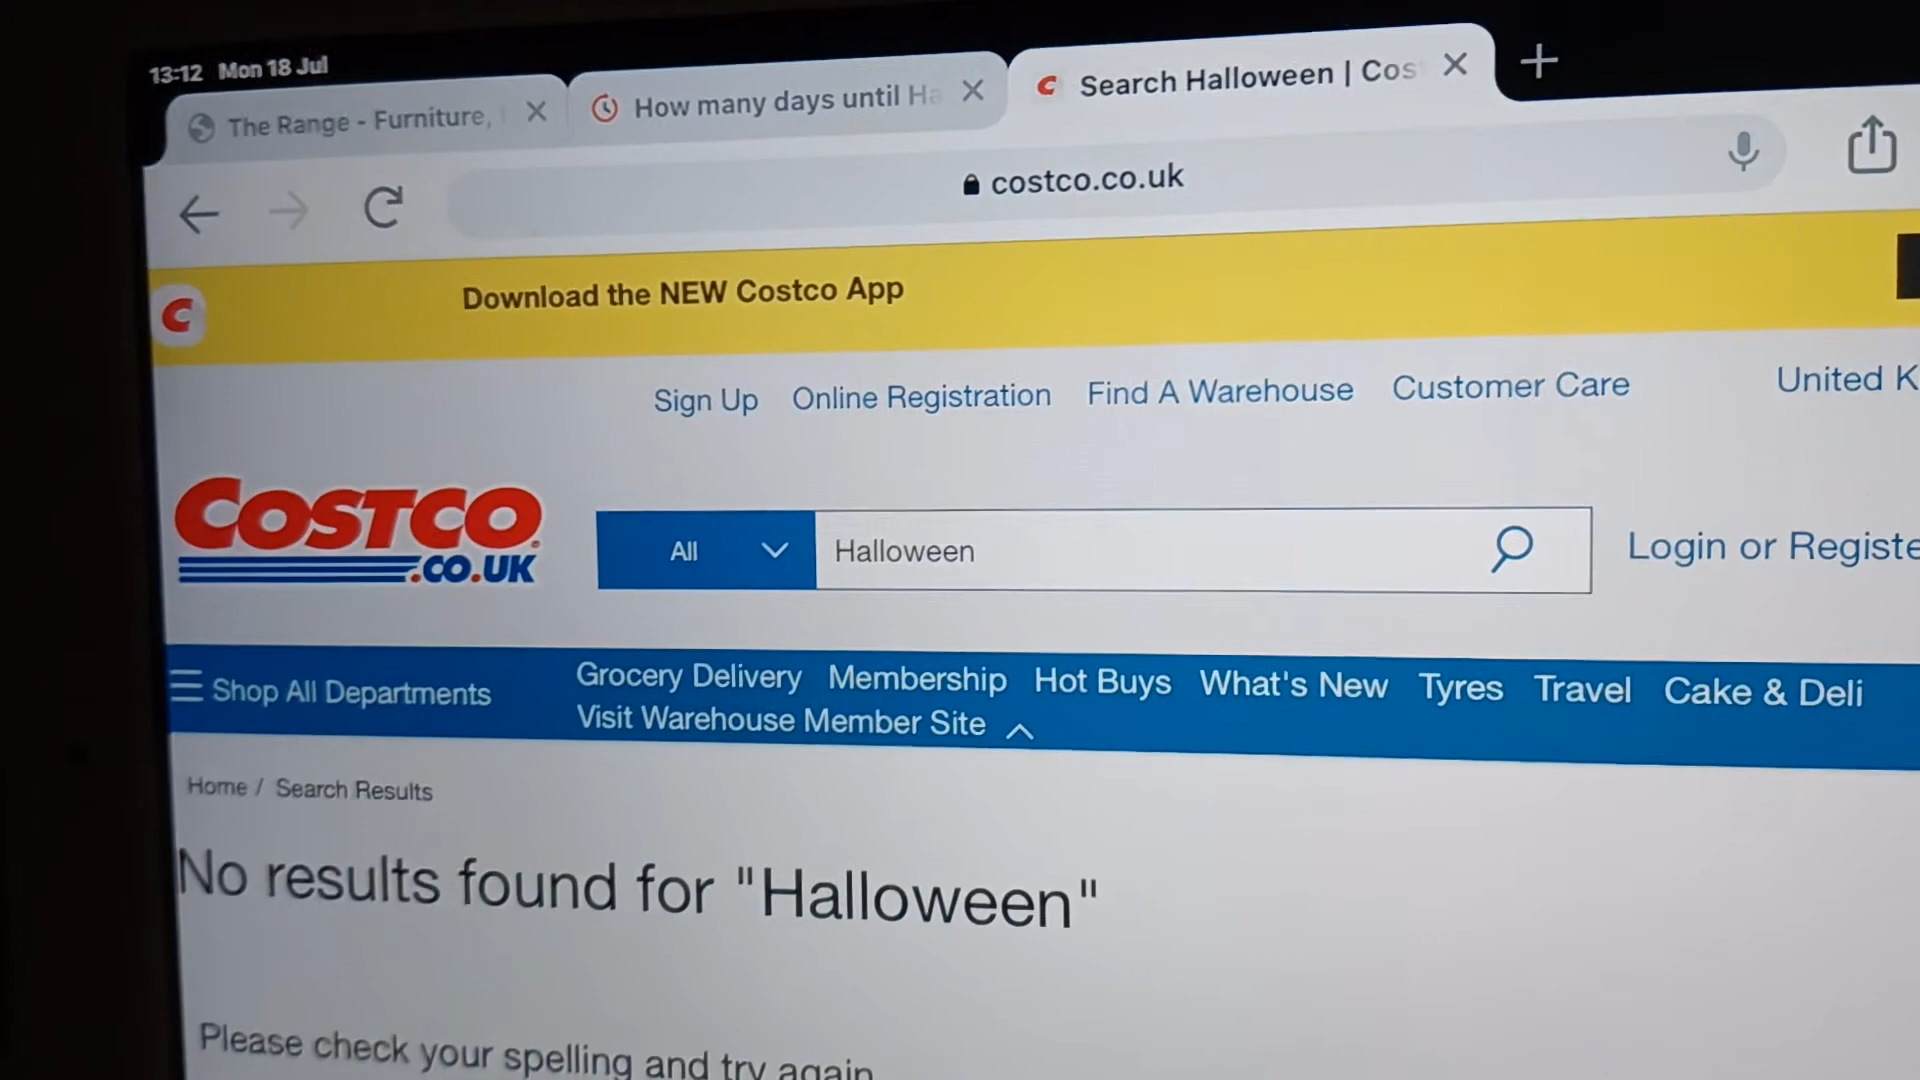 13:12 Mon 18 Jul
The Range - Furniture,
How many days until Ha
Search Halloween | Cos
costco.co.uk
Download the NEW Costco App
Sign Up Online Registration Find A Warehouse Customer Care United K
COSTCO
.CO.UK
All Halloween Login or Registe
Shop All Departments
Grocery Delivery Membership Hot Buys What's New Tyres Travel Cake & Deli
Visit Warehouse Member Site
Home / Search Results
No results found for "Halloween"
Please check your spelling and try again